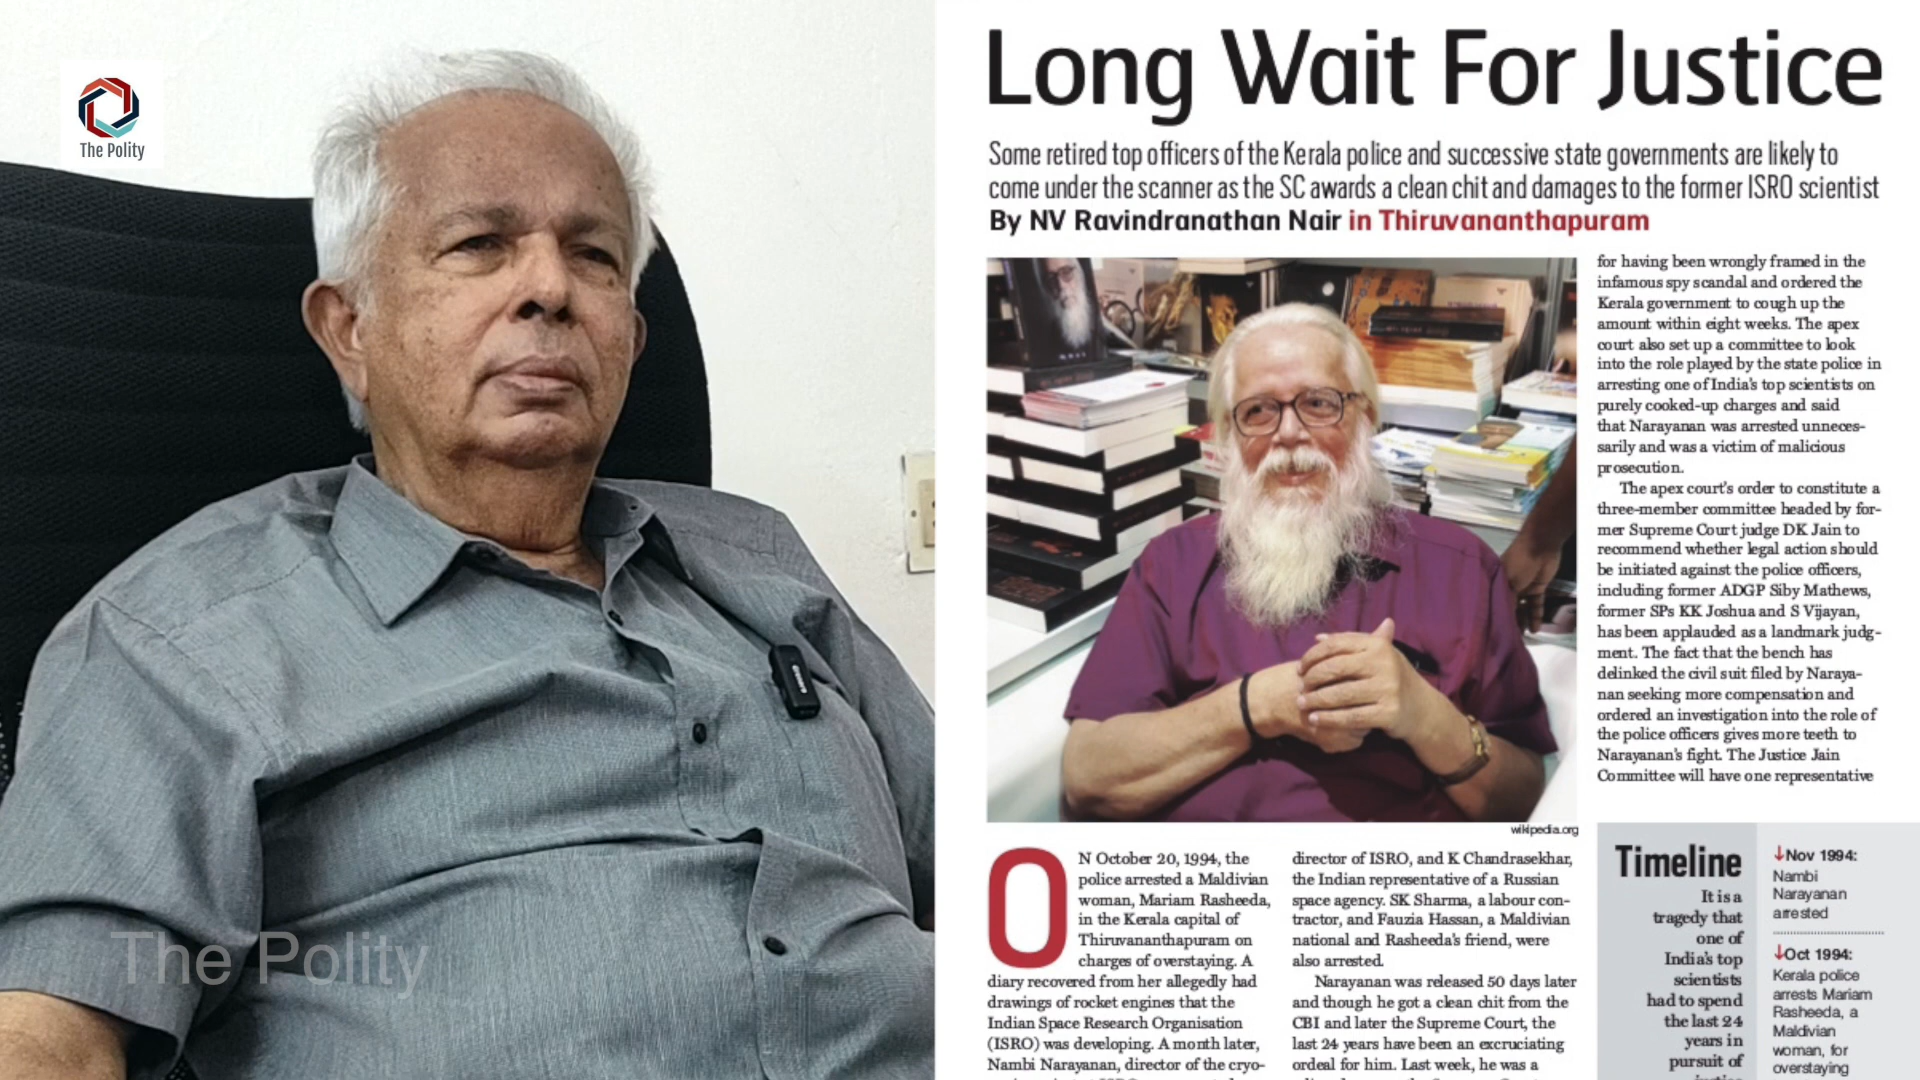 The Polity
Long Wait For Justice
Some retired top officers of the Kerala police and successive state governments are likely to
come under the scanner as the SC awards a clean chit and damages to the former ISRO scientist
By NV Ravindranathan Nair in Thiruvananthapuram
wikipedia.org
ON October 20, 1994, the
police arrested a Maldivian
woman, Mariam Rasheeda,
in the Kerala capital of
Thiruvananthapuram on
charges of overstaying. A
diary recovered from her allegedly had
drawings of rocket engines that the
Indian Space Research Organisation
(ISRO) was developing. A month later,
Nambi Narayanan, director of the cryo-
director of ISRO, and K Chandrasekhar,
the Indian representative of a Russian
space agency. SK Sharma, a labour con-
tractor, and Fauzia Hassan, a Maldivian
national and Rasheeda's friend, were
also arrested.
Narayanan was released 50 days later
and though he got a clean chit from the
CBI and later the Supreme Court, the
last 24 years have been an excruciating
ordeal for him. Last week, he was a
for having been wrongly framed in the
infamous spy scandal and ordered the
Kerala government to cough up the
amount within eight weeks. The apex
court also set up a committee to look
into the role played by the state police in
arresting one of India's top scientists on
purely cooked-up charges and said
that Narayanan was arrested unneces-
sarily and was a victim of malicious
prosecution.
The apex court's order to constitute a
three-member committee headed by for-
mer Supreme Court judge DK Jain to
recommend whether legal action should
be initiated against the police officers,
including former ADGP Siby Mathews,
former SPs KK Joshua and S Vijayan,
has been applauded as a landmark judg-
ment. The fact that the bench has
delinked the civil suit filed by Naraya-
nan seeking more compensation and
ordered an investigation into the role of
the police officers gives more teeth to
Narayanan's fight. The Justice Jain
Committee will have one representative
Timeline
It is a
tragedy that
one of
India's top
scientists
had to spend
the last 24
years in
pursuit of
Nov 1994:
Nambi
Narayanan
arrested
Oct 1994:
Kerala police
arrests Mariam
Rasheeda, a
Maldivian
woman, for
overstaying
The Polity